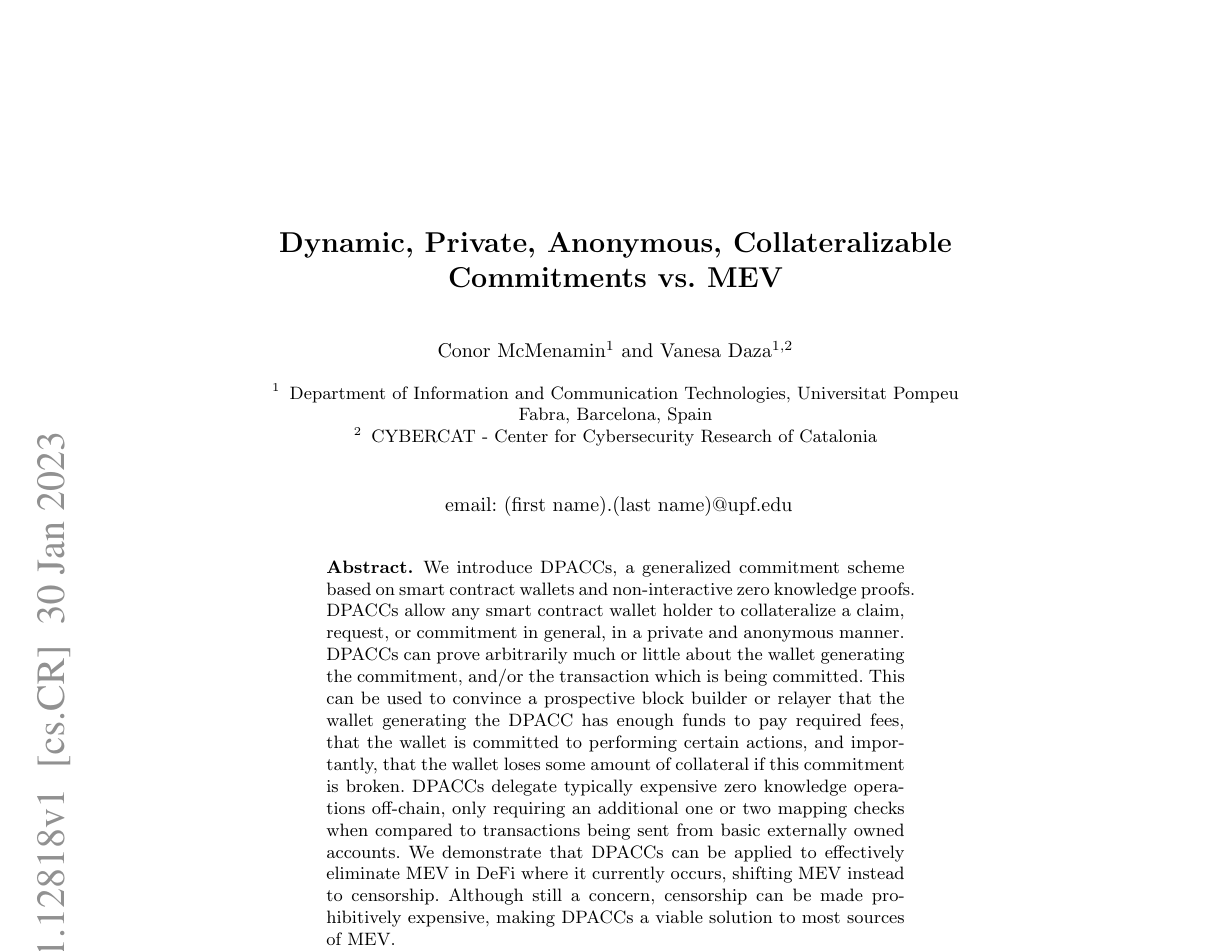 Dynamic, Private, Anonymous, Collateralizable
Commitments vs. MEV
Conor McMenamin1 and Vanesa Daza1,2
1 Department of Information and Communication Technologies, Universitat Pompeu
Fabra, Barcelona, Spain
2 CYBERCAT - Center for Cybersecurity Research of Catalonia
email: (first name).(last name)@upf.edu
Abstract. We introduce DPACCs, a generalized commitment scheme
based on smart contract wallets and non-interactive zero knowledge proofs.
DPACCs allow any smart contract wallet holder to collateralize a claim,
request, or commitment in general, in a private and anonymous manner.
DPACCs can prove arbitrarily much or little about the wallet generating
the commitment, and/or the transaction which is being committed. This
can be used to convince a prospective block builder or relayer that the
wallet generating the DPACC has enough funds to pay required fees,
that the wallet is committed to performing certain actions, and impor-
tantly, that the wallet loses some amount of collateral if this commitment
is broken. DPACCs delegate typically expensive zero knowledge opera-
tions off-chain, only requiring an additional one or two mapping checks
when compared to transactions being sent from basic externally owned
accounts. We demonstrate that DPACCs can be applied to effectively
eliminate MEV in DeFi where it currently occurs, shifting MEV instead
to censorship. Although still a concern, censorship can be made pro-
hibitively expensive, making DPACCs a viable solution to most sources
of MEV.
1.12818v1 [cs.CR] 30 Jan 2023